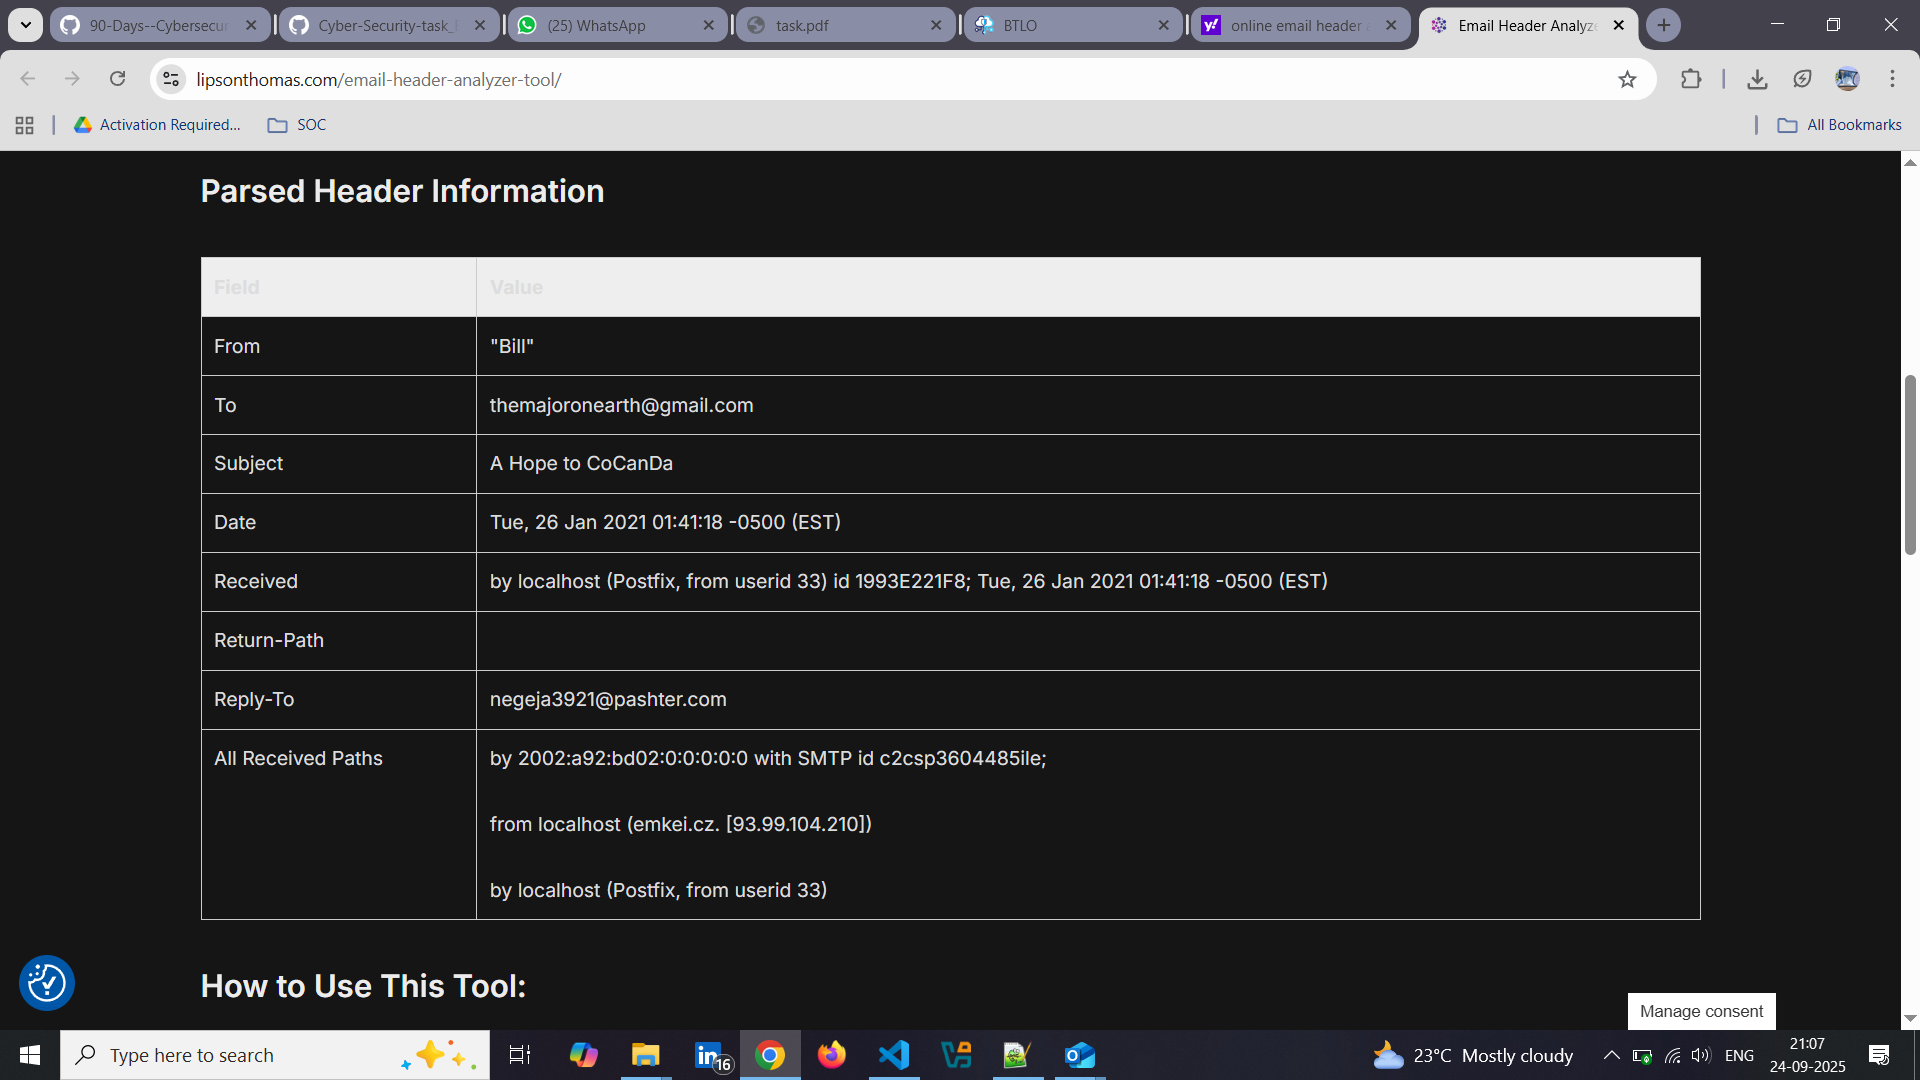 90-Days--Cybersecur
Cyber-Security-task_
(25) WhatsApp
task.pdf
BTLO
online email header
Email Header Analyze
lipsonthomas.com/email-header-analyzer-tool/
Activation Required...
SOC
All Bookmarks
Parsed Header Information
Field Value
From "Bill"
To themajoronearth@gmail.com
Subject A Hope to CoCanDa
Date Tue, 26 Jan 2021 01:41:18 -0500 (EST)
Received by localhost (Postfix, from userid 33) id 1993E221F8; Tue, 26 Jan 2021 01:41:18 -0500 (EST)
Return-Path
Reply-To negeja3921@pashter.com
All Received Paths by 2002:a92:bd02:0:0:0:0:0 with SMTP id c2csp3604485ile;
from localhost (emkei.cz. [93.99.104.210])
by localhost (Postfix, from userid 33)
How to Use This Tool:
Manage consent
Type here to search
16
23°C Mostly cloudy
ENG
21:07
24-09-2025